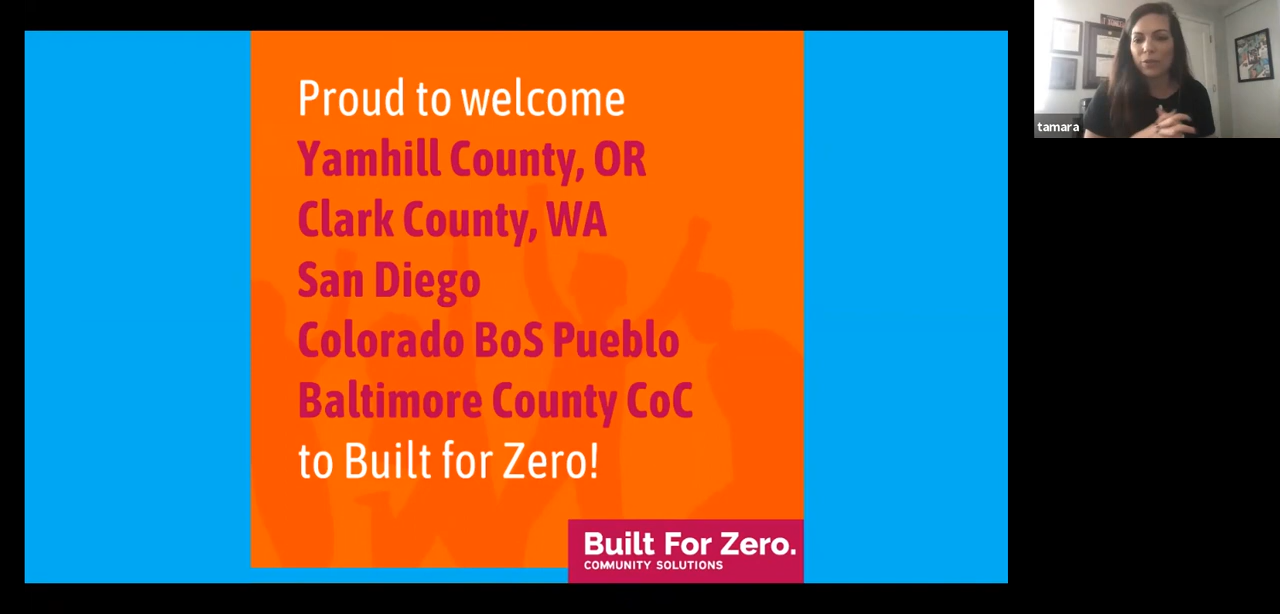 Proud to welcome
Yamhill County, OR
Clark County, WA
San Diego
Colorado BoS Pueblo
Baltimore County CoC
to Built for Zero!
Built For Zero.
COMMUNITY SOLUTIONS
tamara